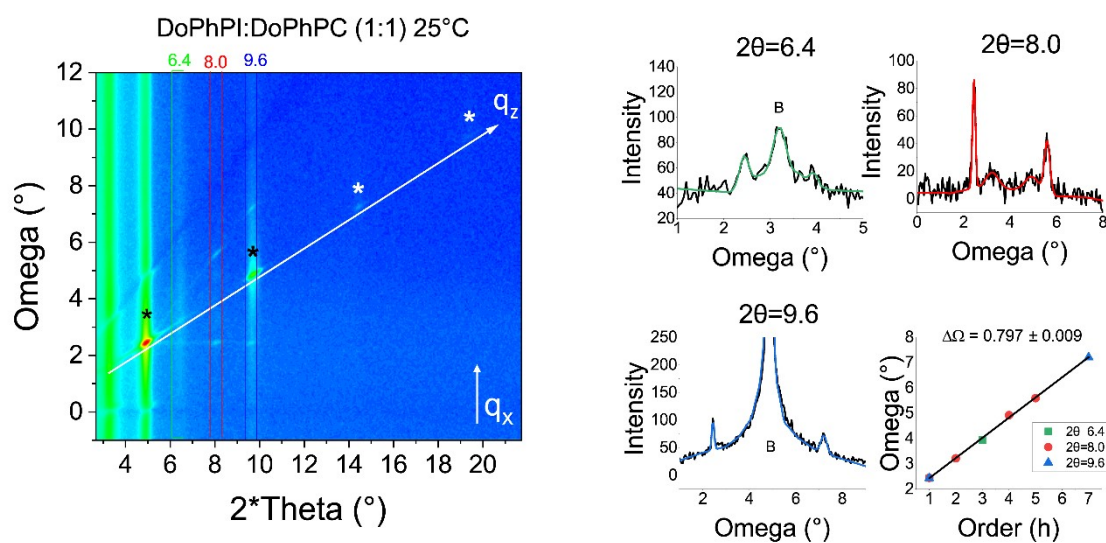 DoPhPI:DoPhPC (1:1) 25°C
6.4 8.0 9.6
12
10
8
6
4
2
0
Omega (°)
* * * *
q_z
q_x
4 6 8 10 12 14 16 18 20
2*Theta (°)
2θ=6.4
140
120
100
80
60
40
20
Intensity
B
1 2 3 4 5
Omega (°)
2θ=8.0
100
80
60
40
20
0
Intensity
0 2 4 6 8
Omega (°)
2θ=9.6
250
200
150
100
50
0
Intensity
B
2 4 6 8
Omega (°)
ΔΩ = 0.797 ± 0.009
8
7
6
5
4
3
2
Omega (°)
2θ 6.4
2θ=8.0
2θ=9.6
1 2 3 4 5 6 7
Order (h)